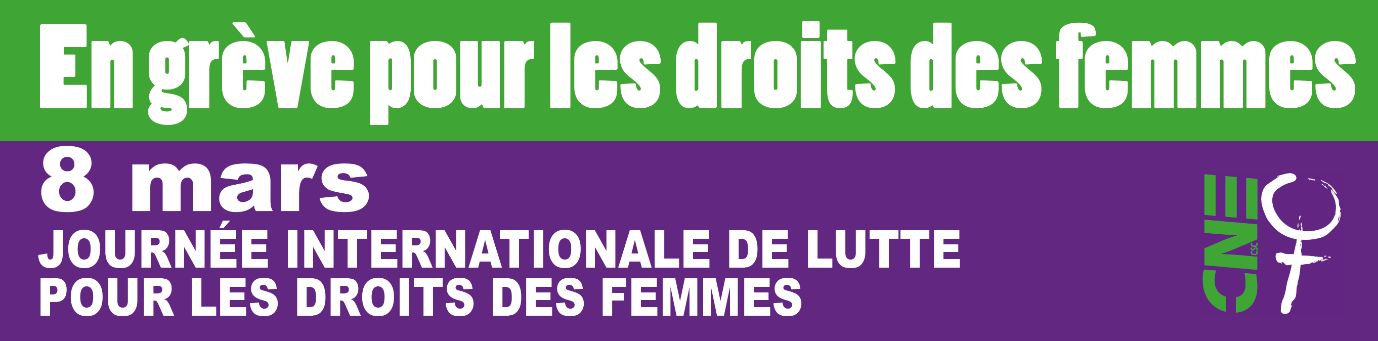 En grève pour les droits des femmes
8 mars
JOURNÉE INTERNATIONALE DE LUTTE
POUR LES DROITS DES FEMMES
CNE
CSC